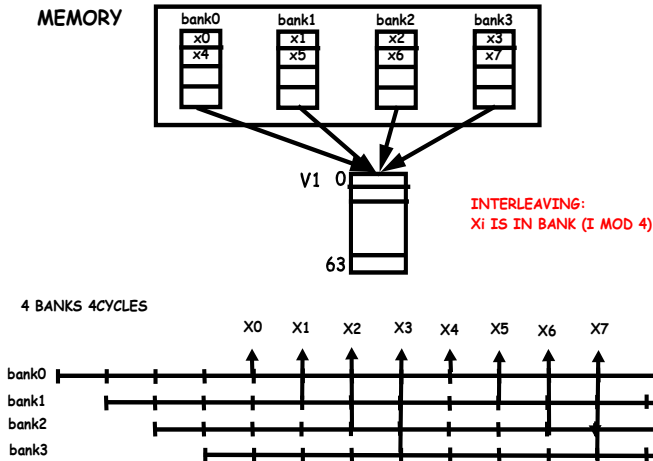 MEMORY
bank0 bank1 bank2 bank3
x0 x1 x2 x3
x4 x5 x6 x7
V1 0
63
INTERLEAVING:
Xi IS IN BANK (I MOD 4)
4 BANKS 4CYCLES
X0 X1 X2 X3 X4 X5 X6 X7
bank0
bank1
bank2
bank3